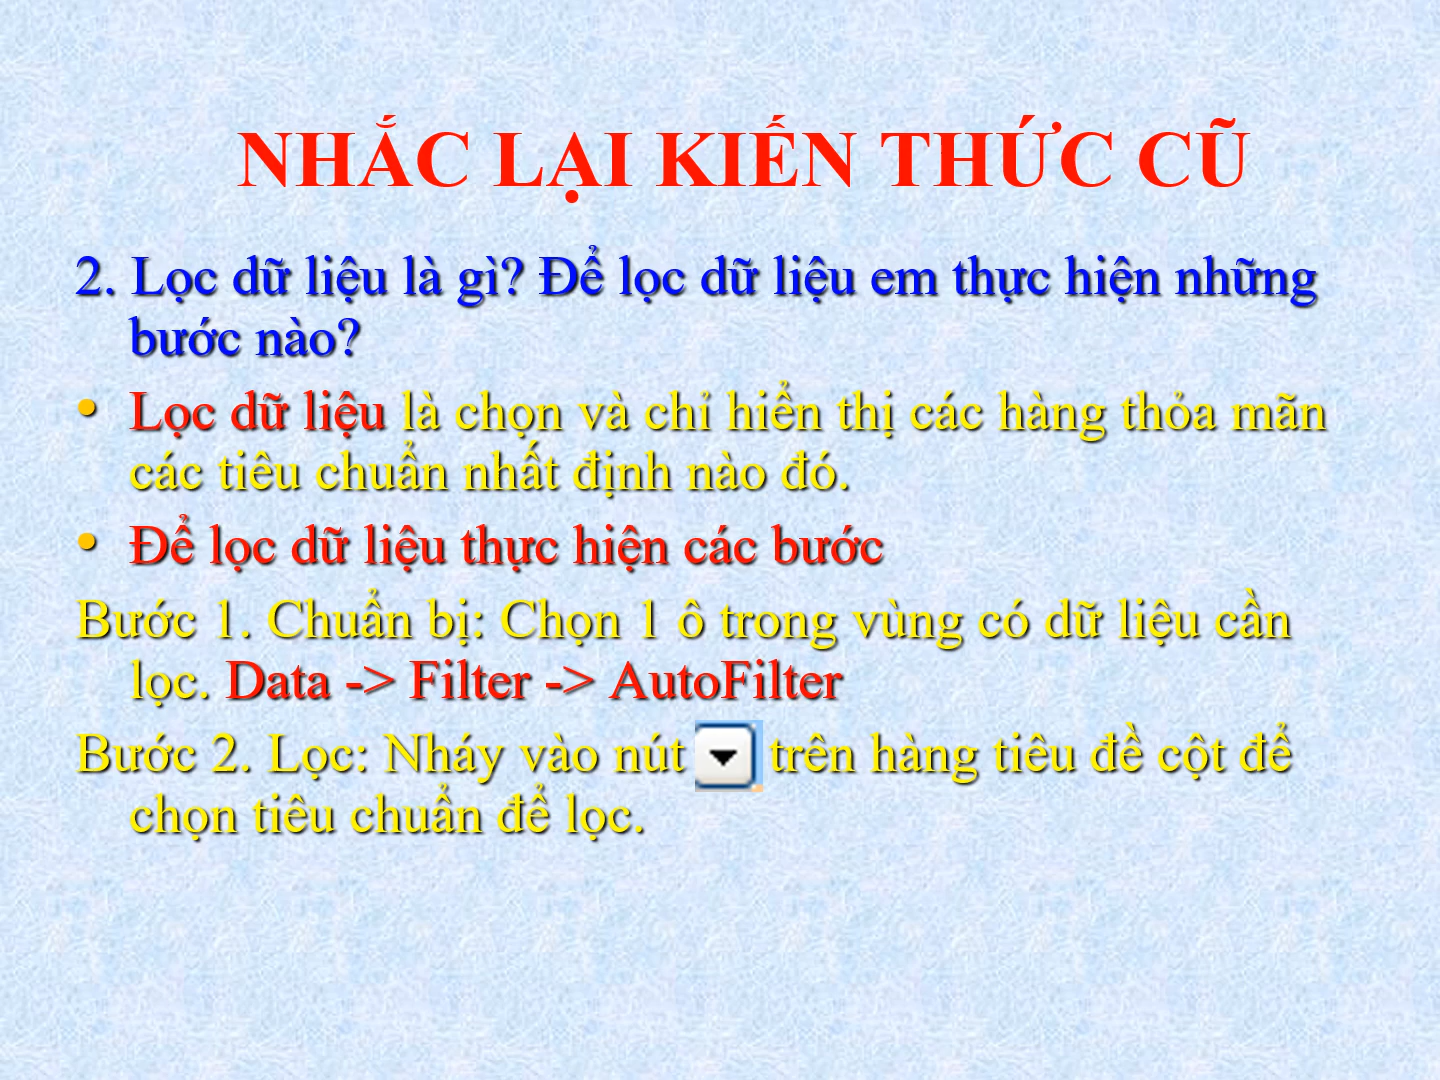 NHẮC LẠI KIẾN THỨC CŨ
2. Lọc dữ liệu là gì? Để lọc dữ liệu em thực hiện những
bước nào?
• Lọc dữ liệu là chọn và chỉ hiển thị các hàng thỏa mãn
các tiêu chuẩn nhất định nào đó.
• Để lọc dữ liệu thực hiện các bước
Bước 1. Chuẩn bị: Chọn 1 ô trong vùng có dữ liệu cần
lọc. Data -> Filter -> AutoFilter
Bước 2. Lọc: Nháy vào nút trên hàng tiêu đề cột để
chọn tiêu chuẩn để lọc.